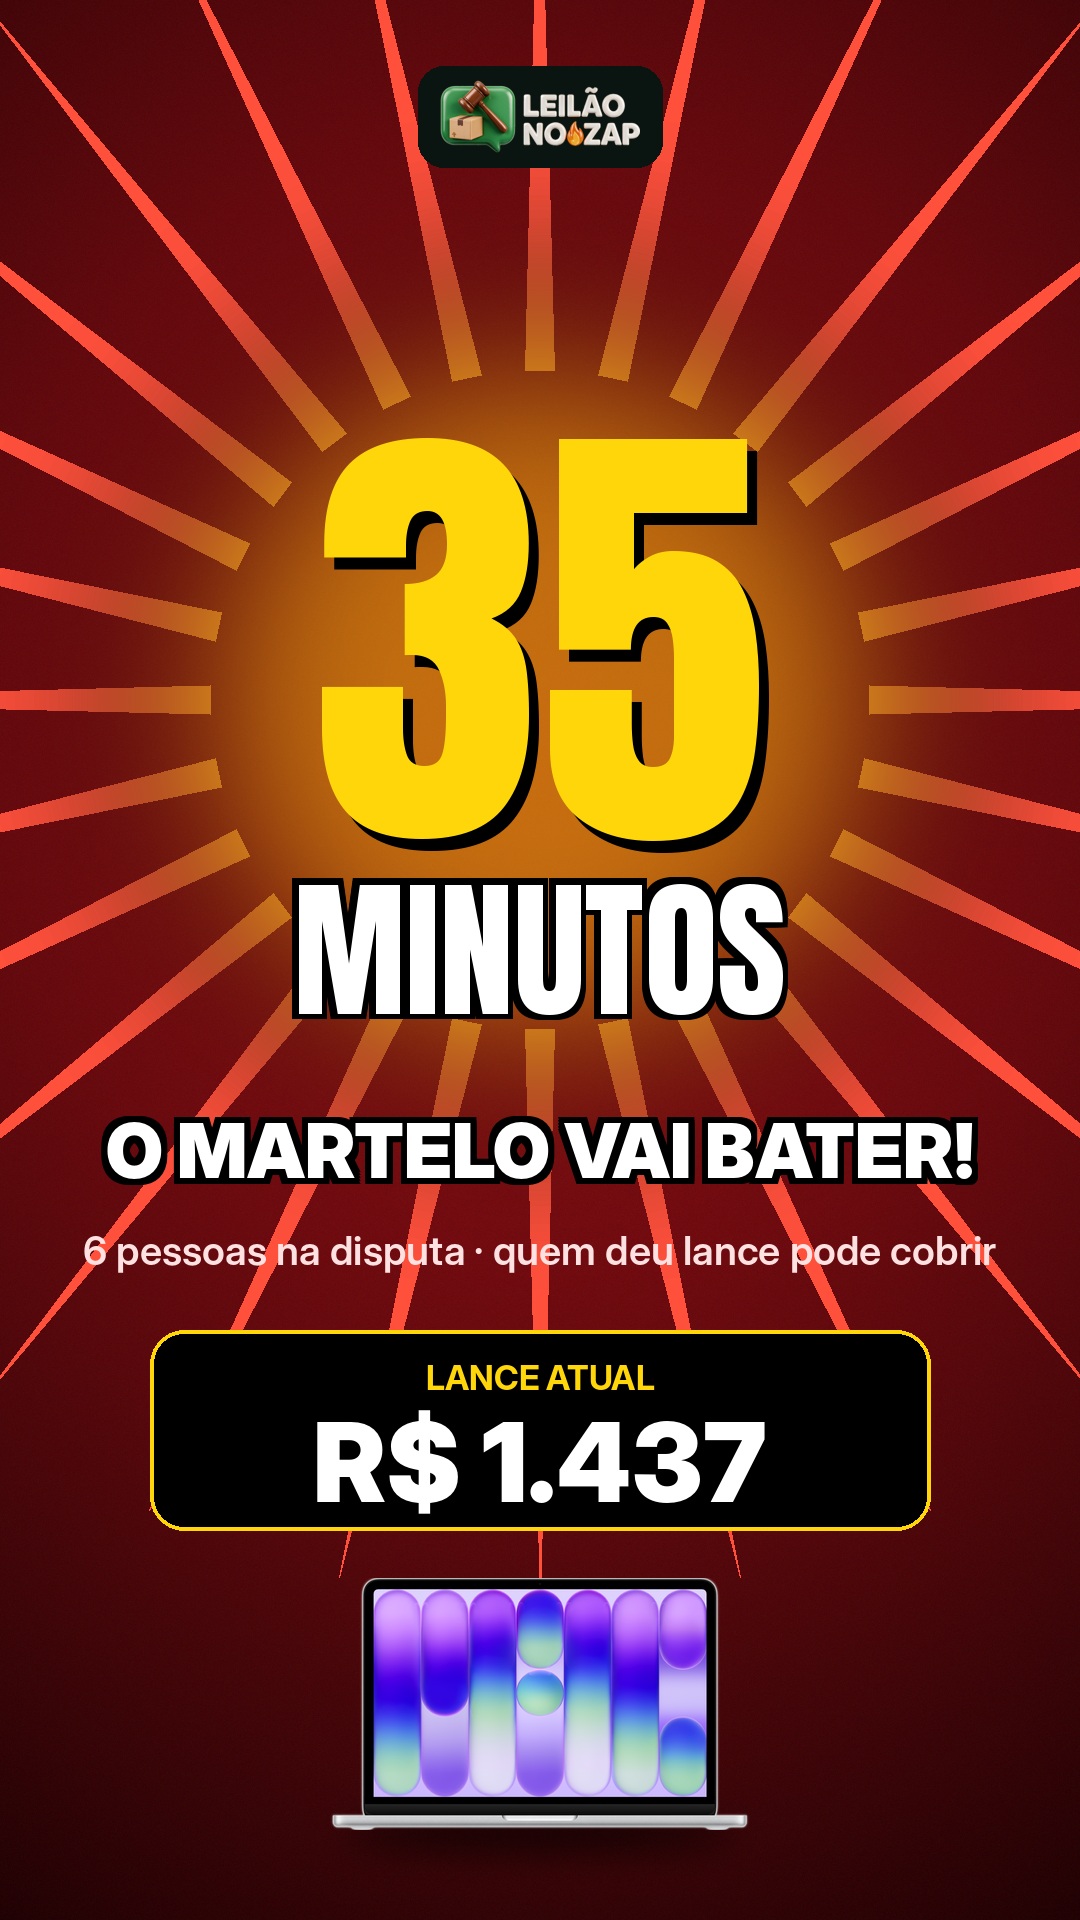 LEILÃO
NO ZAP
35
MINUTOS
O MARTELO VAI BATER!
6 pessoas na disputa · quem deu lance pode cobrir
LANCE ATUAL
R$ 1.437